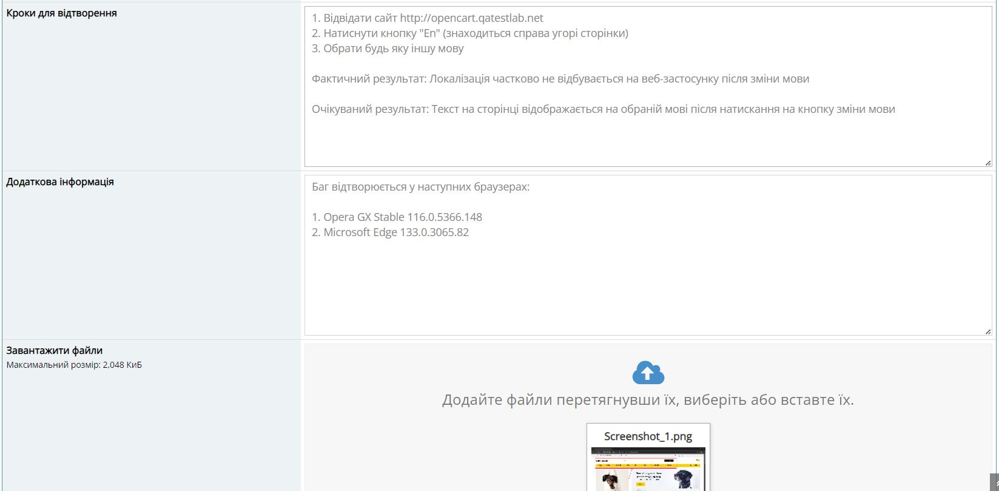 Кроки для відтворення
1. Відвідати сайт http://opencart.qatestlab.net
2. Натиснути кнопку "En" (знаходиться справа угорі сторінки)
3. Обрати будь яку іншу мову
Фактичний результат: Локалізація частково не відбувається на веб-застосунку після зміни мови
Очікуваний результат: Текст на сторінці відображається на обраній мові після натискання на кнопку зміни мови
Додаткова інформація
Баг відтворюється у наступних браузерах:
1. Opera GX Stable 116.0.5366.148
2. Microsoft Edge 133.0.3065.82
Завантажити файли
Максимальний розмір: 2,048 КиБ
Додайте файли перетягнувши їх, виберіть або вставте їх.
Screenshot_1.png